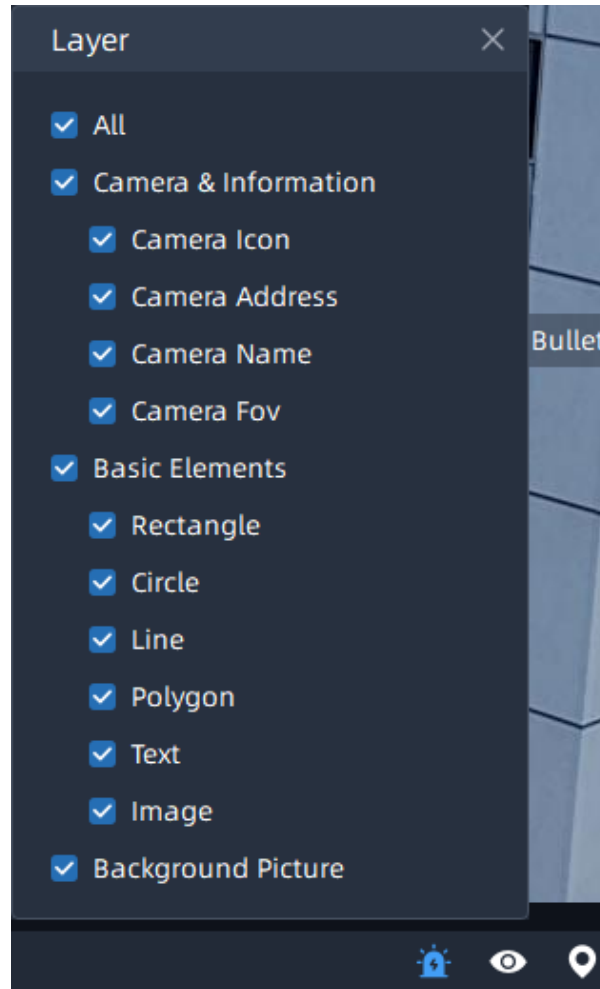 Layer
All
Camera & Information
Camera Icon
Camera Address
Camera Name
Camera Fov
Bullet
Basic Elements
Rectangle
Circle
Line
Polygon
Text
Image
Background Picture